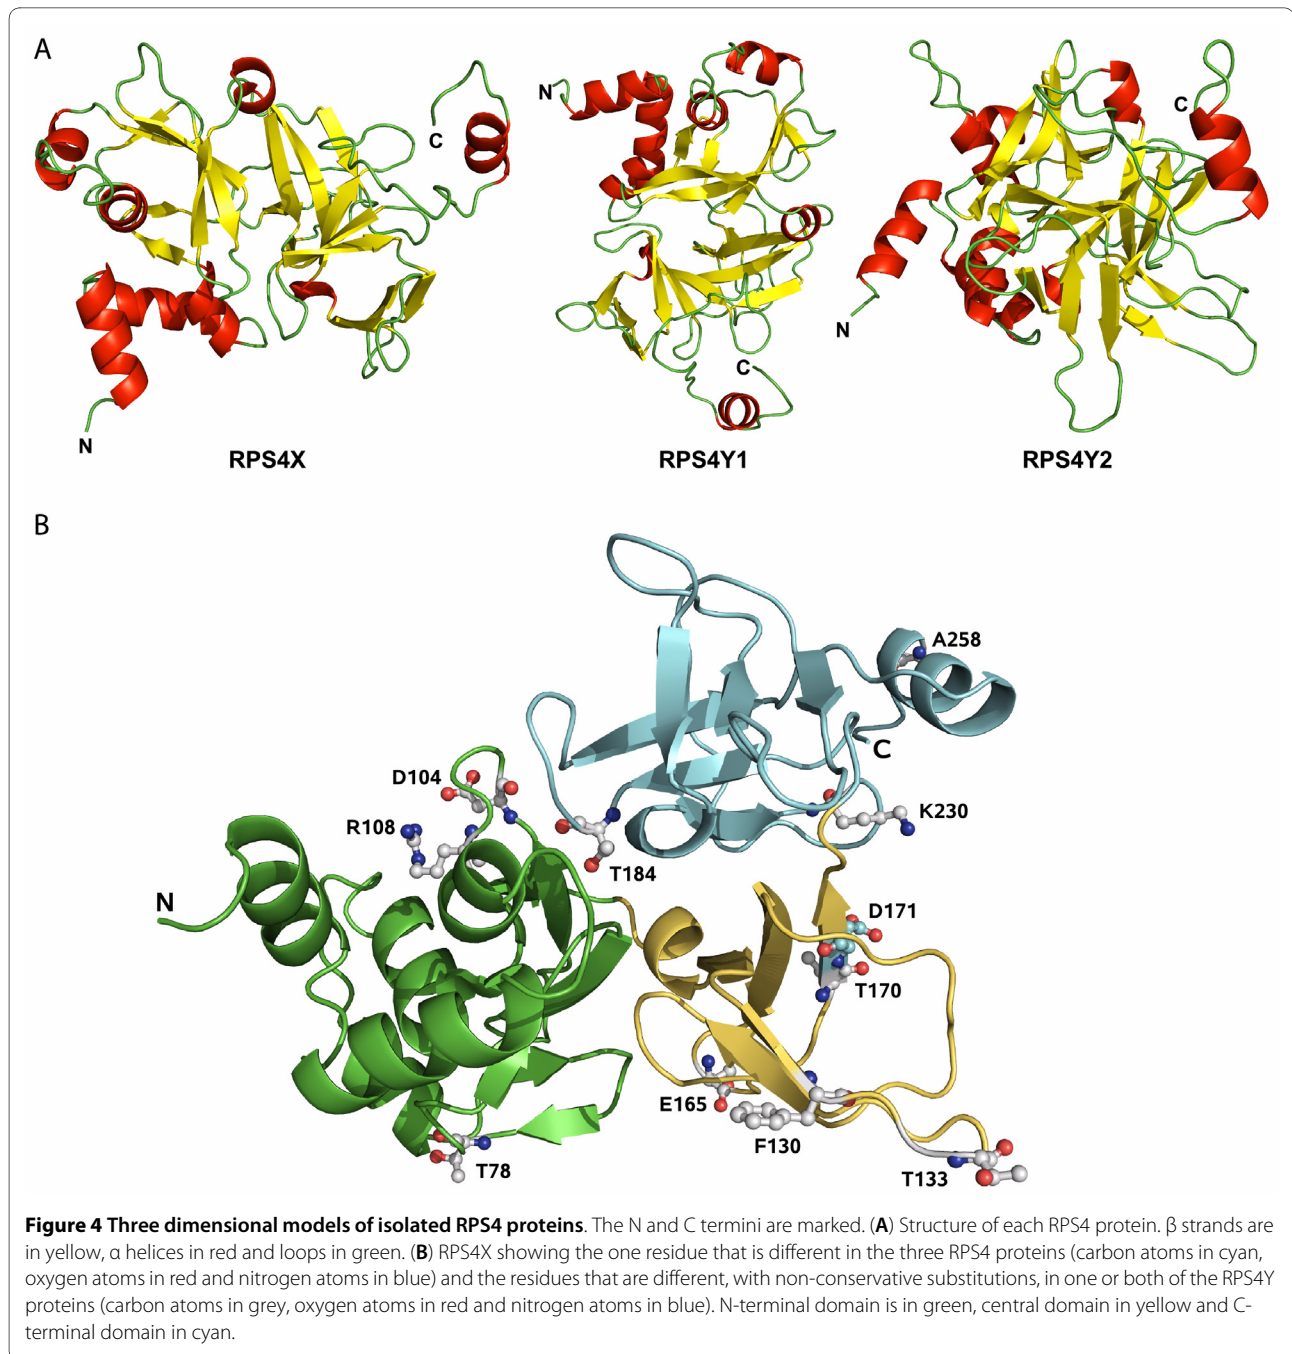 A
N
C
C
C
N
N
RPS4X
RPS4Y1
RPS4Y2
B
A258
C
D104
K230
R108
T184
N
D171
T170
E165
F130
T78
T133
Figure 4 Three dimensional models of isolated RPS4 proteins. The N and C termini are marked. (A) Structure of each RPS4 protein. β strands are
in yellow, α helices in red and loops in green. (B) RPS4X showing the one residue that is different in the three RPS4 proteins (carbon atoms in cyan,
oxygen atoms in red and nitrogen atoms in blue) and the residues that are different, with non-conservative substitutions, in one or both of the RPS4Y
proteins (carbon atoms in grey, oxygen atoms in red and nitrogen atoms in blue). N-terminal domain is in green, central domain in yellow and C-
terminal domain in cyan.